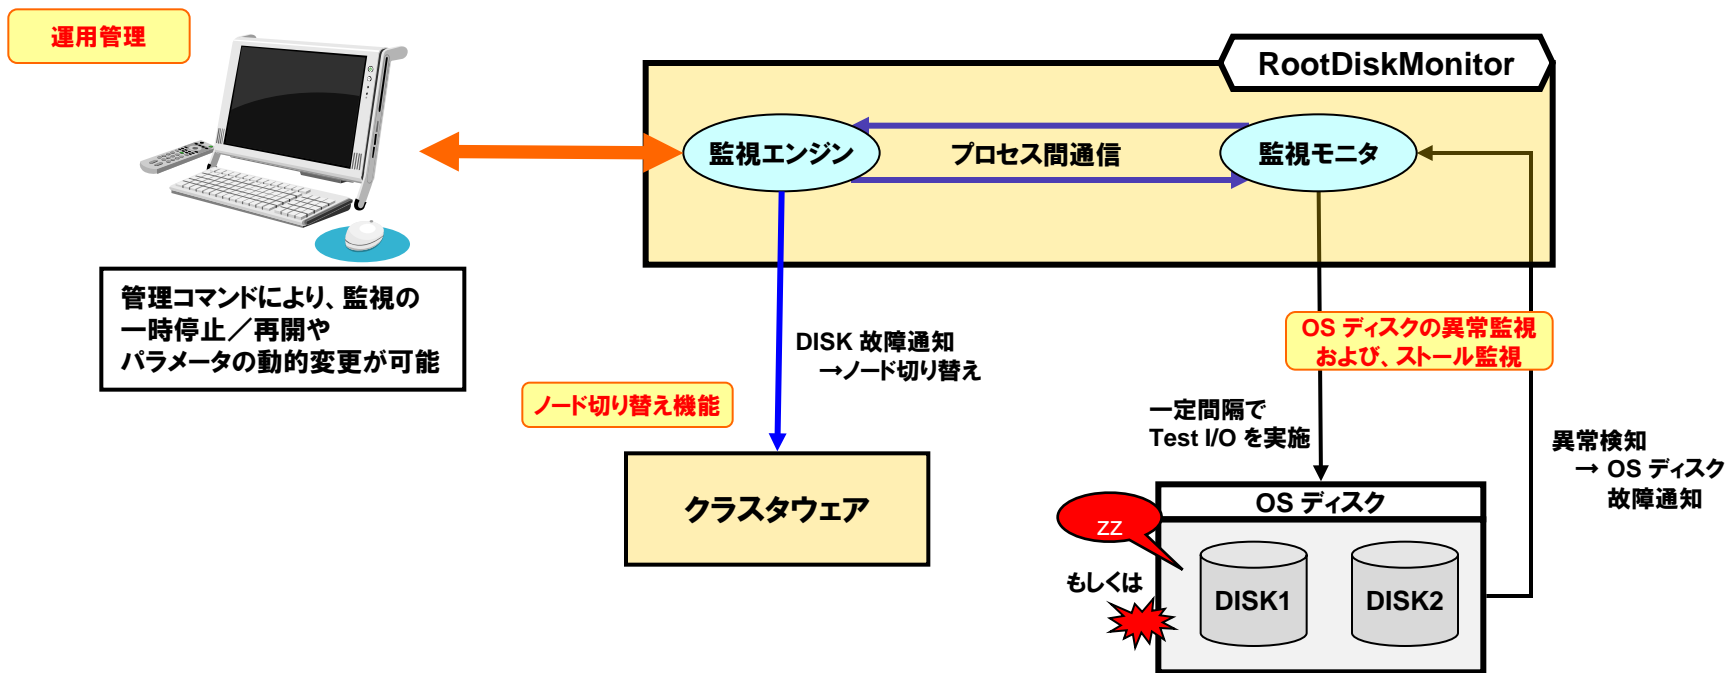 運用管理
RootDiskMonitor
監視エンジン
プロセス間通信
監視モニタ
管理コマンドにより、監視の
一時停止／再開や
パラメータの動的変更が可能
DISK 故障通知
→ノード切り替え
OS ディスクの異常監視
および、ストール監視
ノード切り替え機能
一定間隔で
Test I/O を実施
異常検知
→ OS ディスク
故障通知
クラスタウェア
OS ディスク
zz
もしくは
DISK1
DISK2